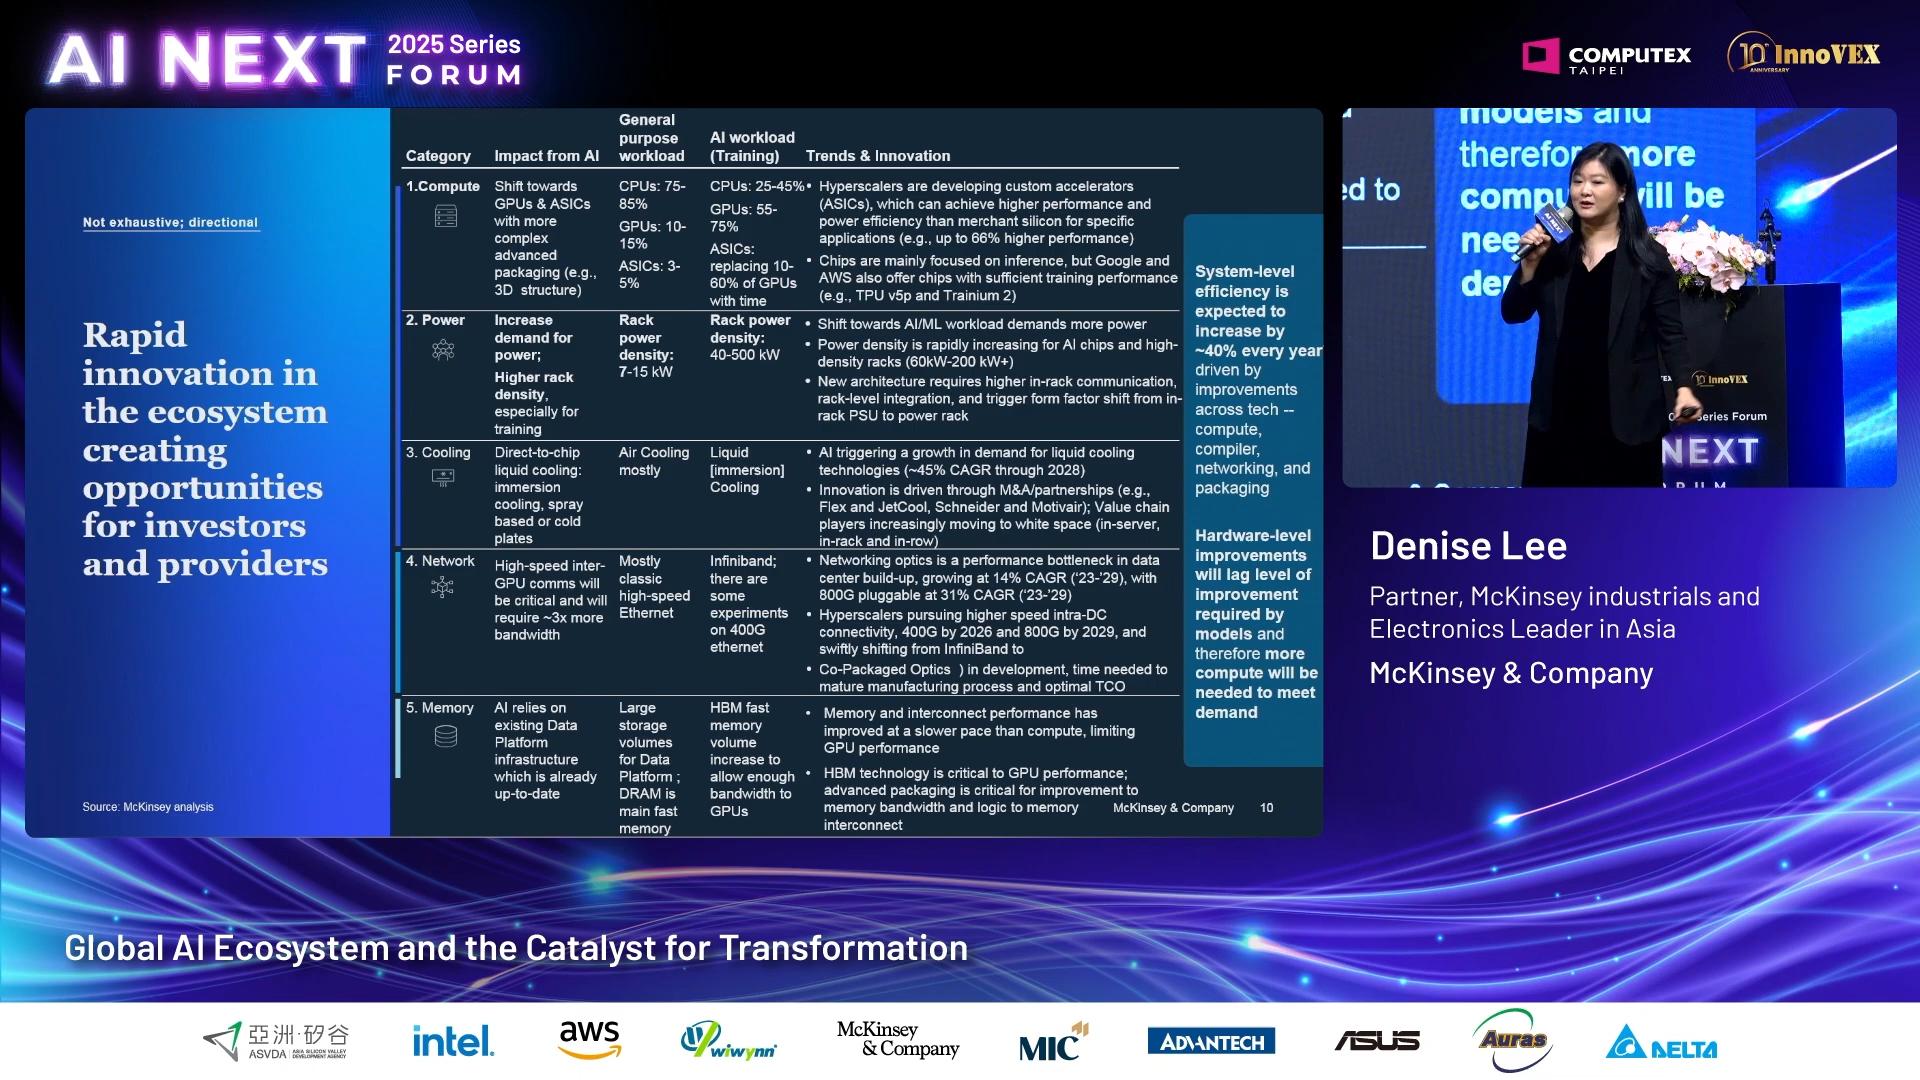 AI NEXT
2025 Series
FORUM
COMPUTEX
TAIPEI
10th
ANNIVERSARY
InnoVEX
Not exhaustive; directional
Rapid
innovation in
the ecosystem
creating
opportunities
for investors
and providers
Source: McKinsey analysis
Category
Impact from AI
General
purpose
workload
AI workload
(Training)
Trends & Innovation
1.Compute
Shift towards
GPUs & ASICs
with more
complex
advanced
packaging (e.g.,
3D structure)
CPUs: 75-
85%
GPUs: 10-
15%
ASICs: 3-
5%
CPUs: 25-45%
GPUs: 55-
75%
ASICs:
replacing 10-
60% of GPUs
with time
• Hyperscalers are developing custom accelerators
(ASICs), which can achieve higher performance and
power efficiency than merchant silicon for specific
applications (e.g., up to 66% higher performance)
• Chips are mainly focused on inference, but Google and
AWS also offer chips with sufficient training performance
(e.g., TPU v5p and Trainium 2)
2. Power
Increase
demand for
power;
Higher rack
density,
especially for
training
Rack
power
density:
7-15 kW
Rack power
density:
40-500 kW
• Shift towards AI/ML workload demands more power
• Power density is rapidly increasing for AI chips and high-
density racks (60kW-200 kW+)
• New architecture requires higher in-rack communication,
rack-level integration, and trigger form factor shift from in-
rack PSU to power rack
3. Cooling
Direct-to-chip
liquid cooling:
immersion
cooling, spray
based or cold
plates
Air Cooling
mostly
Liquid
[immersion]
Cooling
• AI triggering a growth in demand for liquid cooling
technologies (~45% CAGR through 2028)
• Innovation is driven through M&A/partnerships (e.g.,
Flex and JetCool, Schneider and Motivair); Value chain
players increasingly moving to white space (in-server,
in-rack and in-row)
4. Network
High-speed inter-
GPU comms will
be critical and will
require ~3x more
bandwidth
Mostly
classic
high-speed
Ethernet
Infiniband;
there are
some
experiments
on 400G
ethernet
• Networking optics is a performance bottleneck in data
center build-up, growing at 14% CAGR (‘23-’29), with
800G pluggable at 31% CAGR (‘23-’29)
• Hyperscalers pursuing higher speed intra-DC
connectivity, 400G by 2026 and 800G by 2029, and
swiftly shifting from InfiniBand to
• Co-Packaged Optics ) in development, time needed to
mature manufacturing process and optimal TCO
5. Memory
AI relies on
existing Data
Platform
infrastructure
which is already
up-to-date
Large
storage
volumes
for Data
Platform ;
DRAM is
main fast
memory
HBM fast
memory
volume
increase to
allow enough
bandwidth to
GPUs
• Memory and interconnect performance has
improved at a slower pace than compute, limiting
GPU performance
• HBM technology is critical to GPU performance;
advanced packaging is critical for improvement to
memory bandwidth and logic to memory
interconnect
McKinsey & Company 10
System-level
efficiency is
expected to
increase by
~40% every year
driven by
improvements
across tech --
compute,
compiler,
networking, and
packaging
Hardware-level
improvements
will lag level of
improvement
required by
models and
therefore more
compute will be
needed to meet
demand
models and
more
ed to
will be
AI NEXT
InnoVEX
Series Forum
NEXT
Denise Lee
Partner, McKinsey industrials and
Electronics Leader in Asia
McKinsey & Company
Global AI Ecosystem and the Catalyst for Transformation
亞洲·矽谷
ASVDA ASIA SILICON VALLEY
DEVELOPMENT AGENCY
intel.
aws
wiwynn
McKinsey
& Company
MIC
ADVANTECH
ASUS
Auras
DELTA